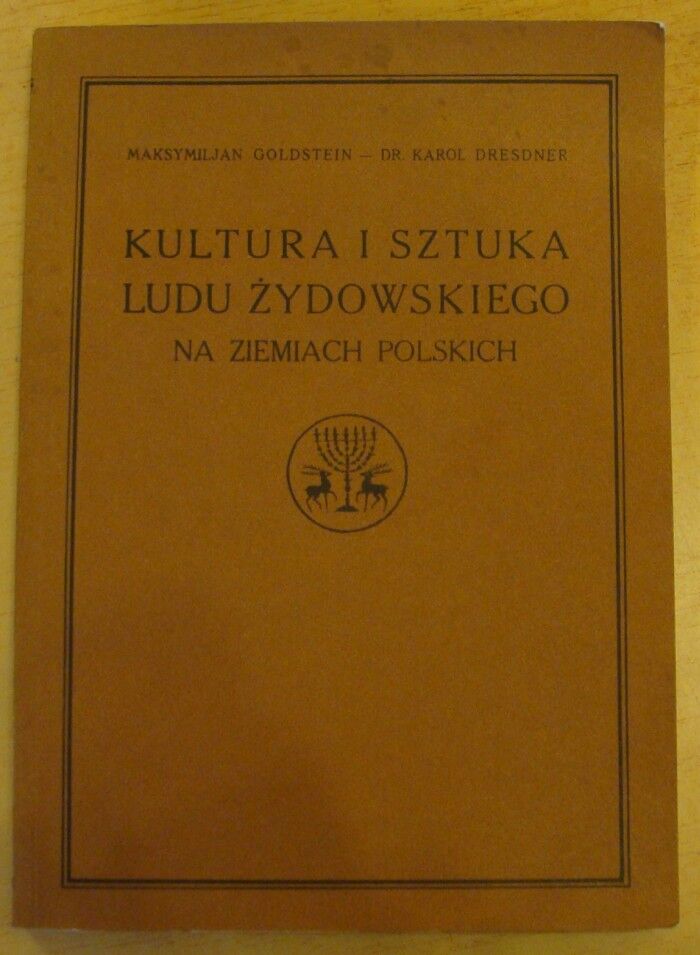 MAKSYMILJAN GOLDSTEIN — DR. KAROL DRESDNER
KULTURA I SZTUKA
LUDU ŻYDOWSKIEGO
NA ZIEMIACH POLSKICH